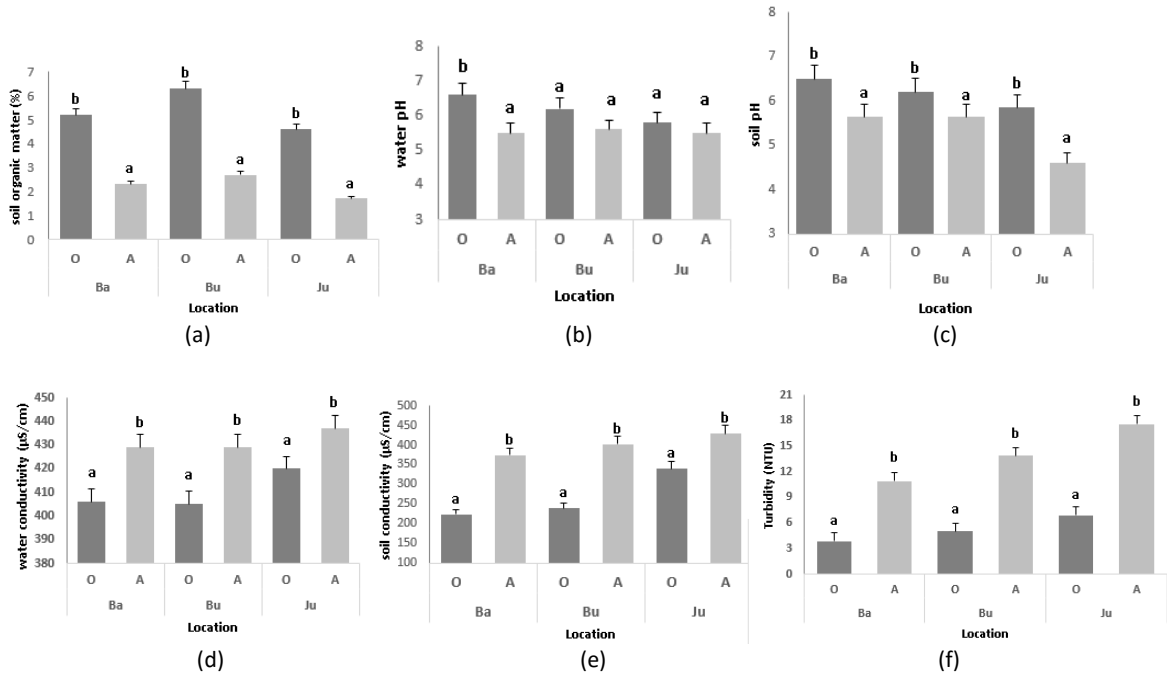 soil organic matter (%)
7
6
5
4
3
2
1
0
b
a
b
a
b
a
O A O A O A
Ba Bu Ju
Location
(a)
water pH
8
7
6
5
4
3
b
a
a
a
a
a
O A O A O A
Ba Bu Ju
Location
(b)
soil pH
8
7
6
5
4
3
b
a
b
a
b
a
O A O A O A
Ba Bu Ju
Location
(c)
water conductivity (µS/cm)
450
440
430
420
410
400
390
380
a
b
a
b
a
b
O A O A O A
Ba Bu Ju
Location
(d)
soil conductivity (µS/cm)
500
450
400
350
300
250
200
150
100
a
b
a
b
a
b
O A O A O A
Ba Bu Ju
Location
(e)
Turbidity (NTU)
21
18
15
12
9
6
3
0
a
b
a
b
a
b
O A O A O A
Ba Bu Ju
Location
(f)